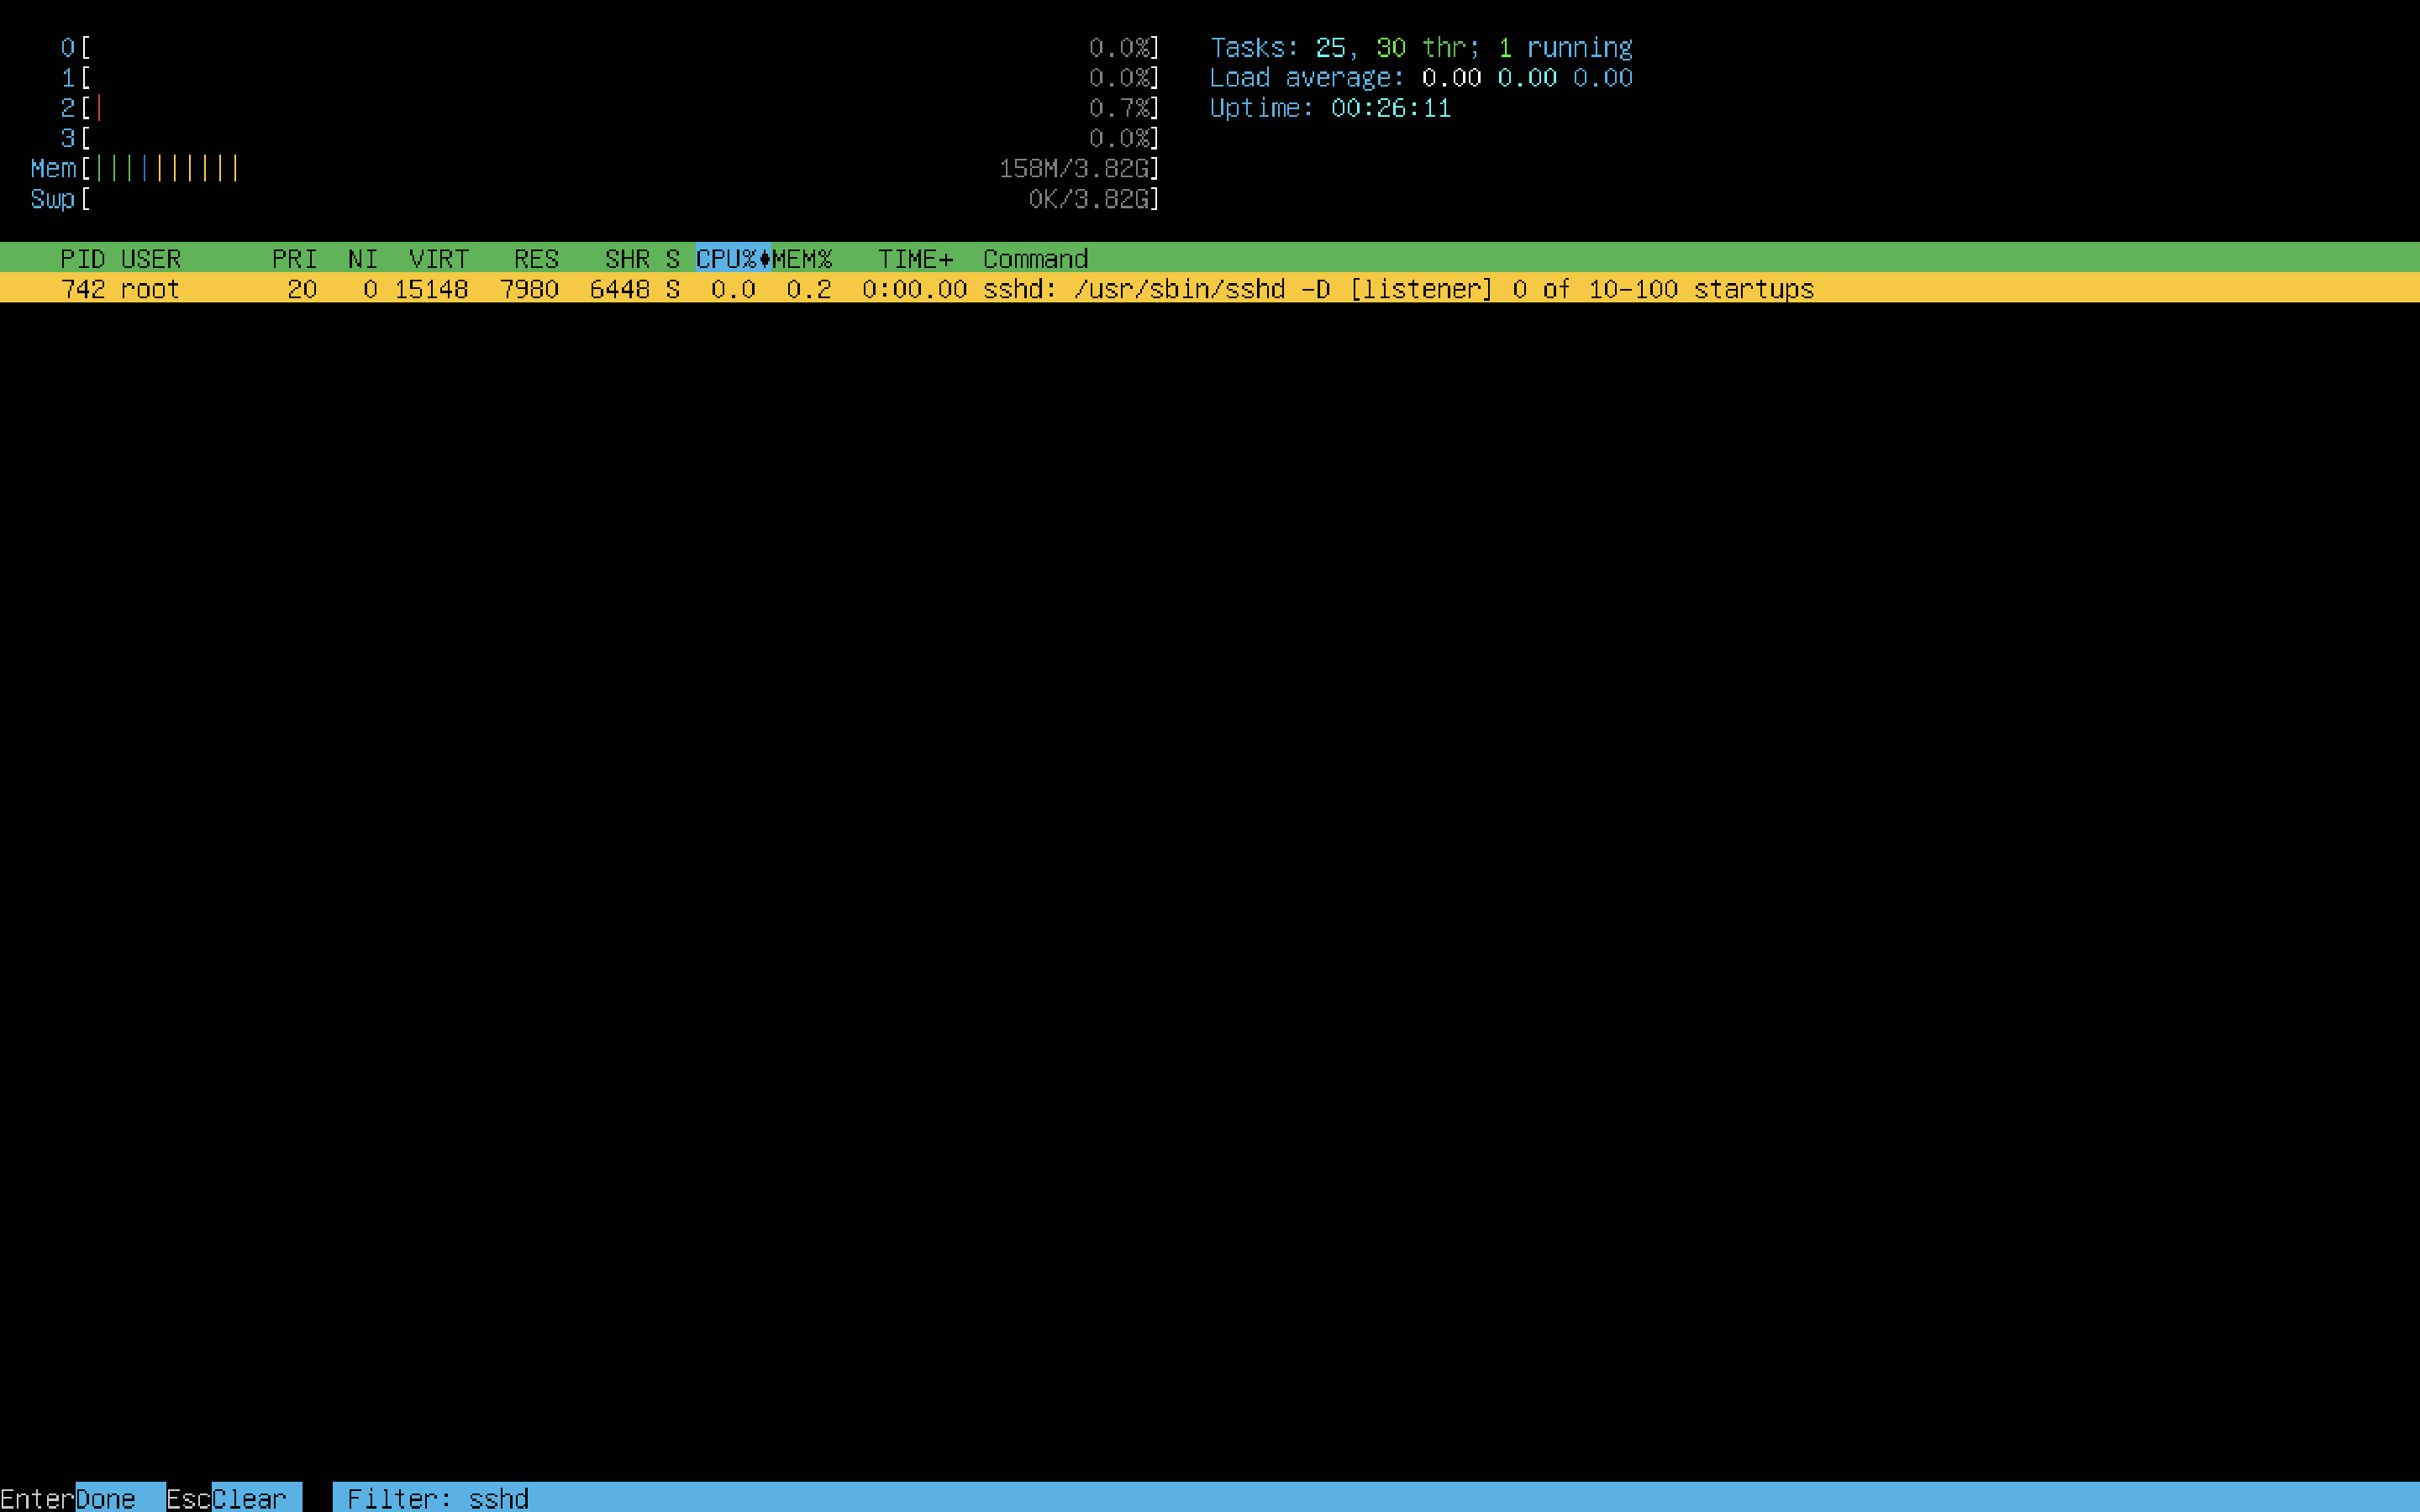 0[ 0.0%] Tasks: 25, 30 thr; 1 running
1[ 0.0%] Load average: 0.00 0.00 0.00
2[| 0.7%] Uptime: 00:26:11
3[ 0.0%]
Mem[|||||||||| 158M/3.82G]
Swp[ 0K/3.82G]
PID USER PRI NI VIRT RES SHR S CPU%♦MEM% TIME+ Command
742 root 20 0 15148 7980 6448 S 0.0 0.2 0:00.00 sshd: /usr/sbin/sshd -D [listener] 0 of 10-100 startups
EnterDone EscClear Filter: sshd